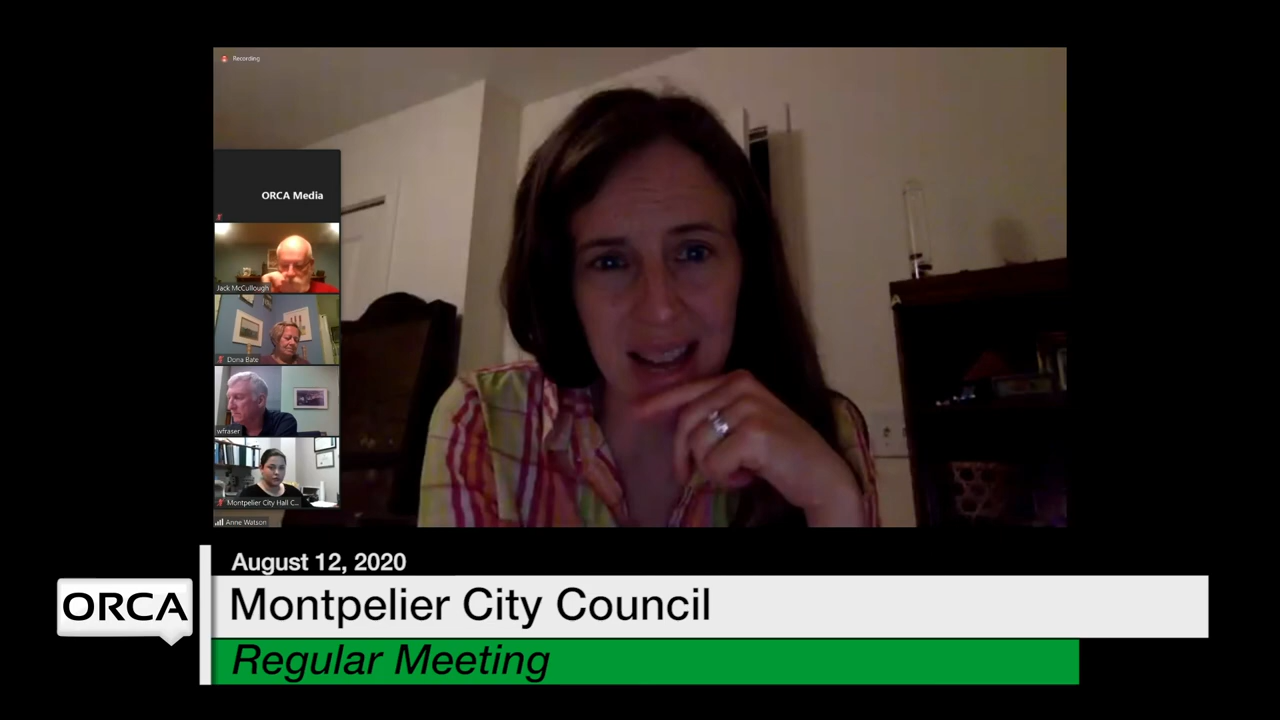 Recording
ORCA Media
Jack McCullough
Dona Bate
wfraser
Montpelier City Hall C...
Anne Watson
August 12, 2020
ORCA
Montpelier City Council
Regular Meeting